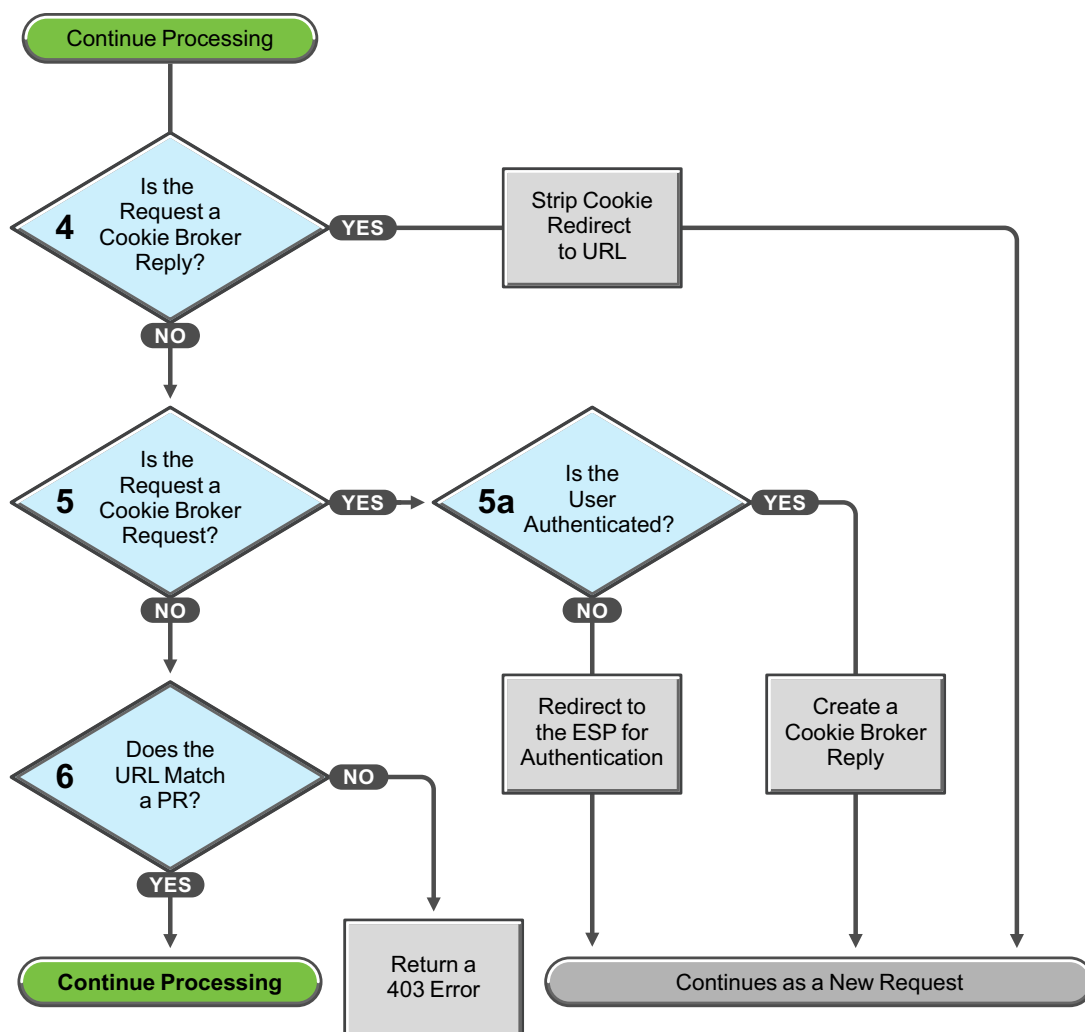 Continue Processing
4
Is the
Request a
Cookie Broker
Reply?
YES
Strip Cookie
Redirect
to URL
NO
5
Is the
Request a
Cookie Broker
Request?
YES
5a
Is the
User
Authenticated?
YES
NO
NO
Redirect to
the ESP for
Authentication
Create a
Cookie Broker
Reply
6
Does the
URL Match
a PR?
NO
YES
Continue Processing
Return a
403 Error
Continues as a New Request